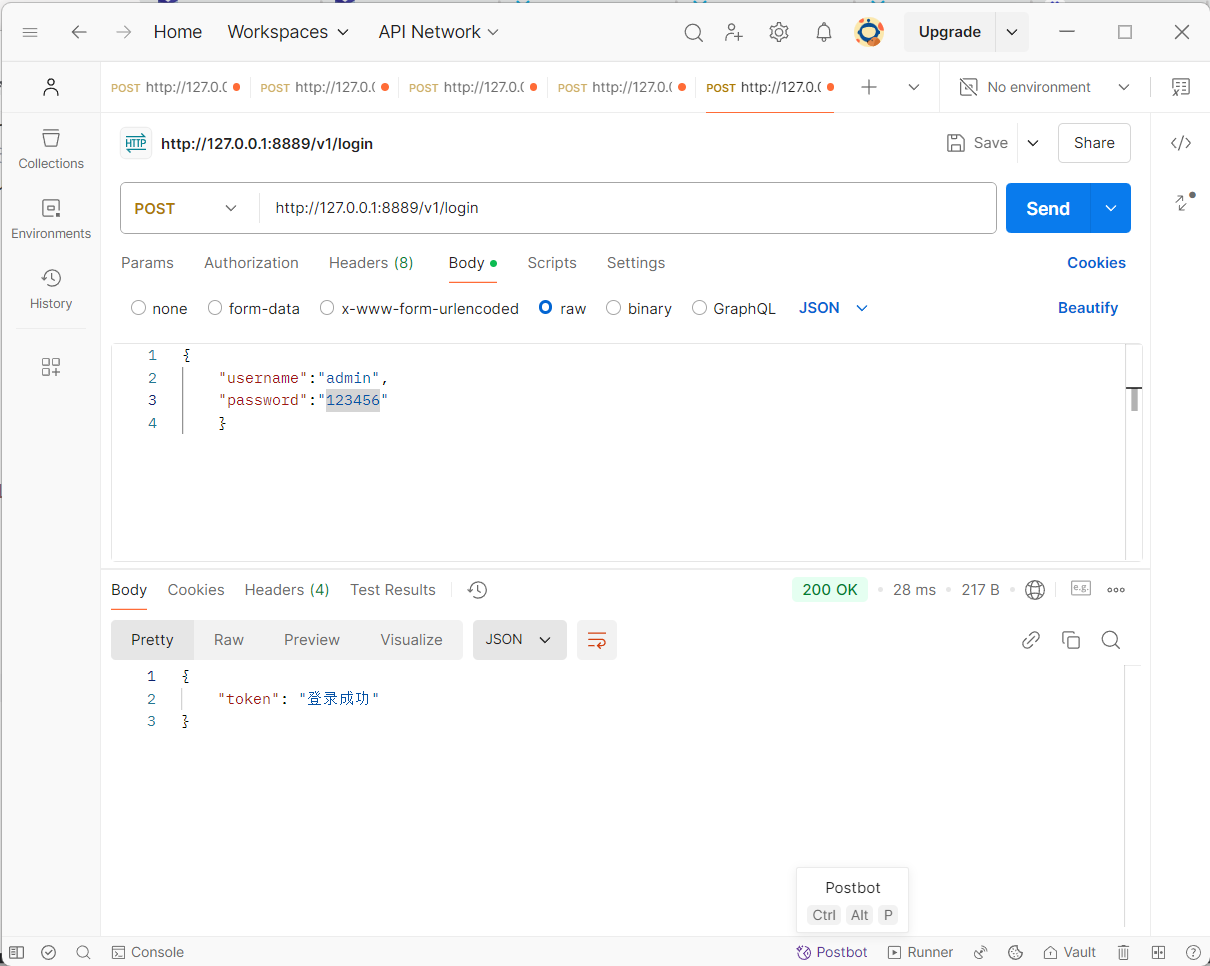 Home Workspaces API Network Upgrade
POST http://127.0.0 POST http://127.0.0 POST http://127.0.0 POST http://127.0.0 POST http://127.0.0 No environment
HTTP http://127.0.0.1:8889/v1/login Save Share
Collections
Environments
History
POST http://127.0.0.1:8889/v1/login Send
Params Authorization Headers (8) Body Scripts Settings Cookies
none form-data x-www-form-urlencoded raw binary GraphQL JSON Beautify
1 {
2 "username":"admin",
3 "password":"123456"
4 }
Body Cookies Headers (4) Test Results 200 OK 28 ms 217 B e.g.
Pretty Raw Preview Visualize JSON
1 {
2 "token": "登录成功"
3 }
Postbot
Ctrl Alt P
Console Postbot Runner Vault